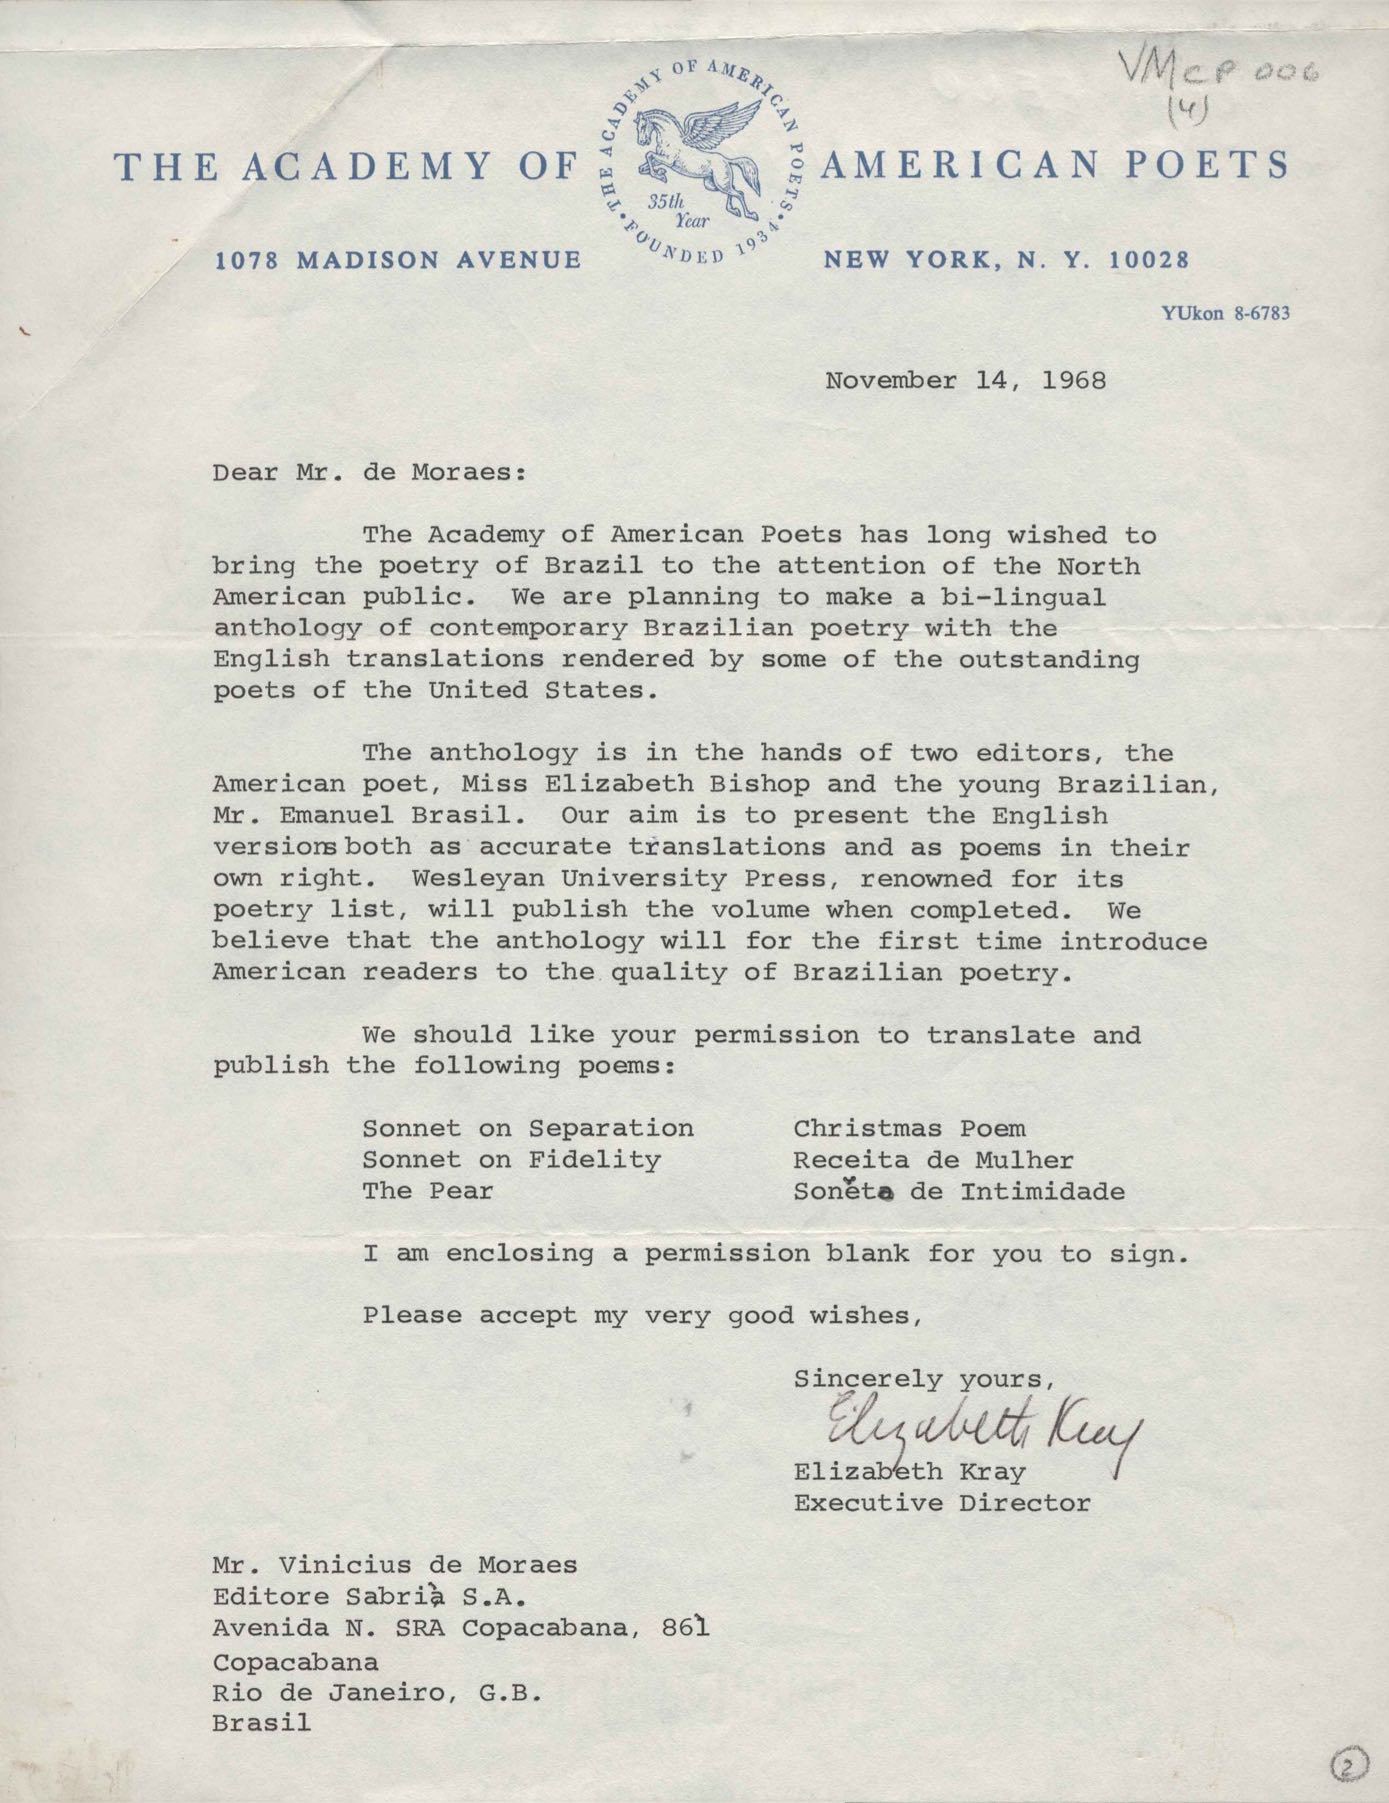 VMcp 006
(4)
THE ACADEMY OF AMERICAN POETS
THE ACADEMY OF AMERICAN POETS • FOUNDED 1934 •
35th
Year
1078 MADISON AVENUE NEW YORK, N. Y. 10028
YUkon 8-6783
November 14, 1968
Dear Mr. de Moraes:
The Academy of American Poets has long wished to
bring the poetry of Brazil to the attention of the North
American public. We are planning to make a bi-lingual
anthology of contemporary Brazilian poetry with the
English translations rendered by some of the outstanding
poets of the United States.
The anthology is in the hands of two editors, the
American poet, Miss Elizabeth Bishop and the young Brazilian,
Mr. Emanuel Brasil. Our aim is to present the English
versions both as accurate translations and as poems in their
own right. Wesleyan University Press, renowned for its
poetry list, will publish the volume when completed. We
believe that the anthology will for the first time introduce
American readers to the quality of Brazilian poetry.
We should like your permission to translate and
publish the following poems:
Sonnet on Separation Christmas Poem
Sonnet on Fidelity Receita de Mulher
The Pear Soneta de Intimidade
I am enclosing a permission blank for you to sign.
Please accept my very good wishes,
Sincerely yours,
Elizabeth Kray
Elizabeth Kray
Executive Director
Mr. Vinicius de Moraes
Editore Sabrià S.A.
Avenida N. SRA Copacabana, 861
Copacabana
Rio de Janeiro, G.B.
Brasil
2